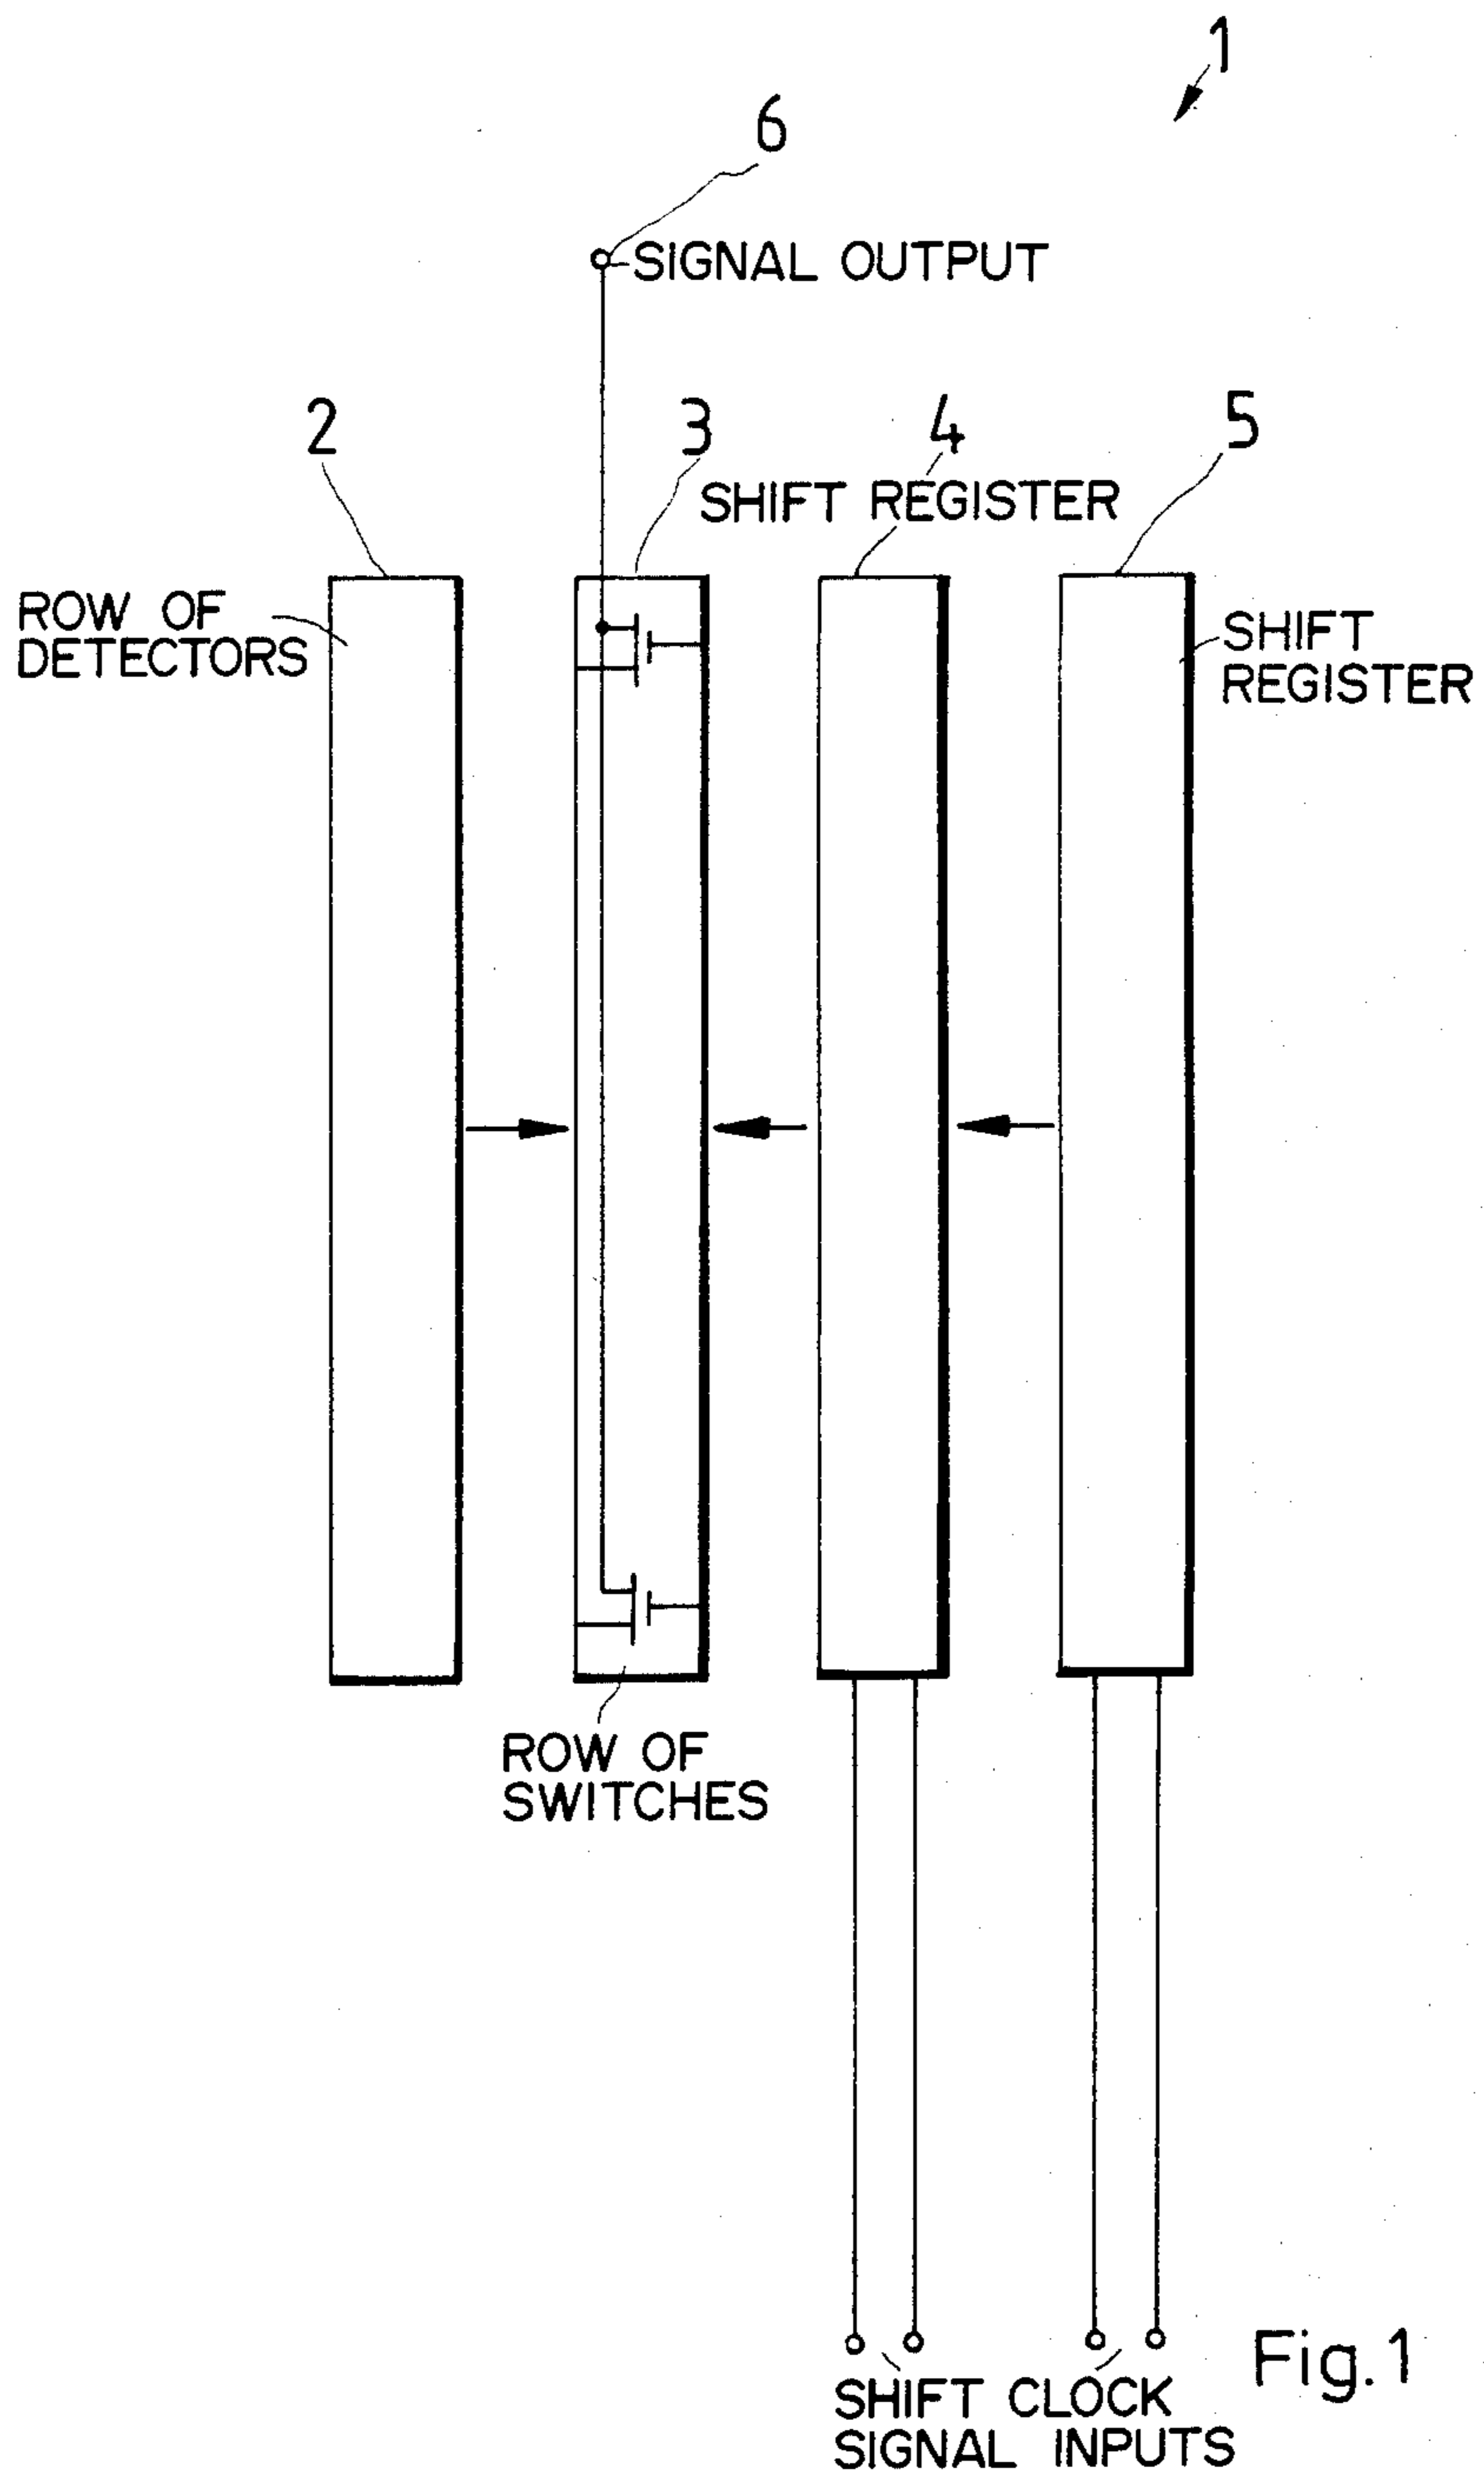 1
6
SIGNAL OUTPUT
2
3
4
5
SHIFT REGISTER
ROW OF
DETECTORS
SHIFT
REGISTER
ROW OF
SWITCHES
SHIFT CLOCK
SIGNAL INPUTS
Fig.1